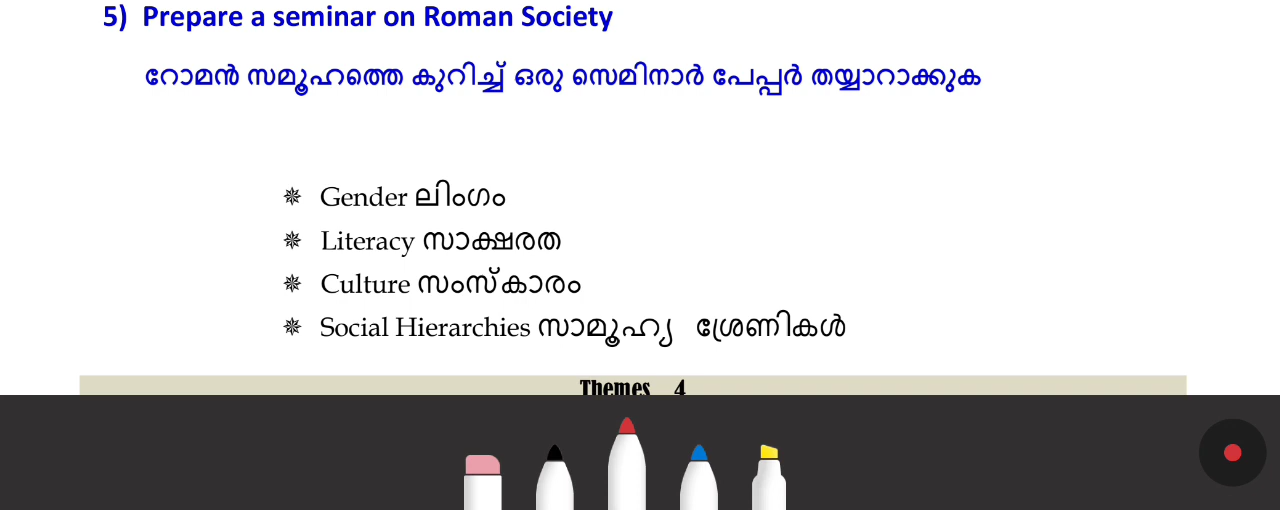 5) Prepare a seminar on Roman Society
റോമൻ സമൂഹത്തെ കുറിച്ച് ഒരു സെമിനാർ പേപ്പർ തയ്യാറാക്കുക
✵ Gender ലിംഗം
✵ Literacy സാക്ഷരത
✵ Culture സംസ്കാരം
✵ Social Hierarchies സാമൂഹ്യ ശ്രേണികൾ
Themes 4